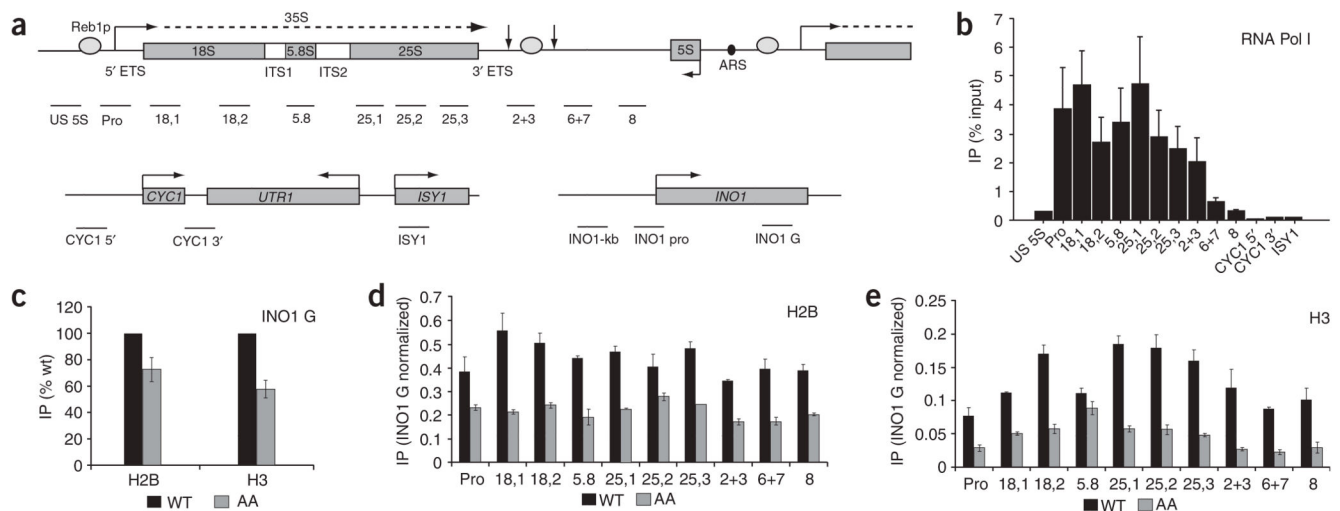 a
35S
Reb1p
18S
5.8S
25S
5S
5′ ETS
ITS1
ITS2
3′ ETS
ARS
US 5S
Pro
18,1
18,2
5.8
25,1
25,2
25,3
2+3
6+7
8
CYC1
UTR1
ISY1
INO1
CYC1 5′
CYC1 3′
ISY1
INO1-kb
INO1 pro
INO1 G
b
RNA Pol I
IP (% input)
7
6
5
4
3
2
1
0
US 5S
Pro
18,1
18,2
5.8
25,1
25,2
25,3
2+3
6+7
8
CYC1 5′
CYC1 3′
ISY1
c
INO1 G
IP (% wt)
120
100
80
60
40
20
0
H2B
H3
WT
AA
d
H2B
IP (INO1 G normalized)
0.7
0.6
0.5
0.4
0.3
0.2
0.1
0
Pro
18,1
18,2
5.8
25,1
25,2
25,3
2+3
6+7
8
WT
AA
e
H3
IP (INO1 G normalized)
0.25
0.2
0.15
0.1
0.05
0
Pro
18,1
18,2
5.8
25,1
25,2
25,3
2+3
6+7
8
WT
AA